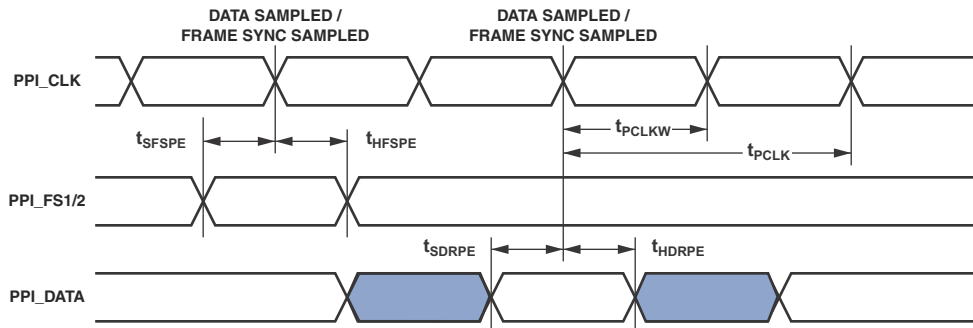 DATA SAMPLED /
FRAME SYNC SAMPLED
DATA SAMPLED /
FRAME SYNC SAMPLED
PPI_CLK
tSFSPE
tHFSPE
tPCLKW
tPCLK
PPI_FS1/2
tSDRPE
tHDRPE
PPI_DATA